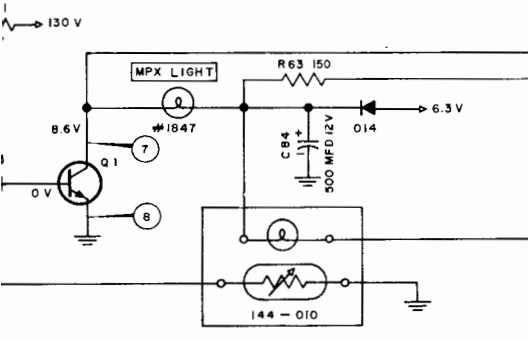 130 V
R63 150
MPX LIGHT
6.3 V
8.6V
#1847
D14
C84
+
500 MFD 12V
7
Q1
0 V
8
144-010